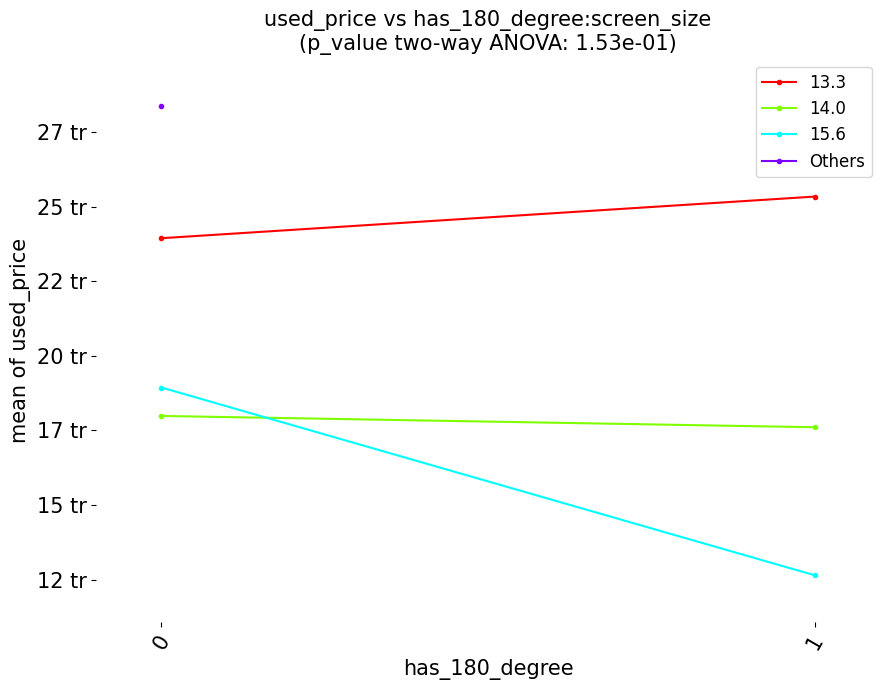 used_price vs has_180_degree:screen_size
(p_value two-way ANOVA: 1.53e-01)
13.3
14.0
15.6
Others
mean of used_price
27 tr
25 tr
22 tr
20 tr
17 tr
15 tr
12 tr
0
1
has_180_degree